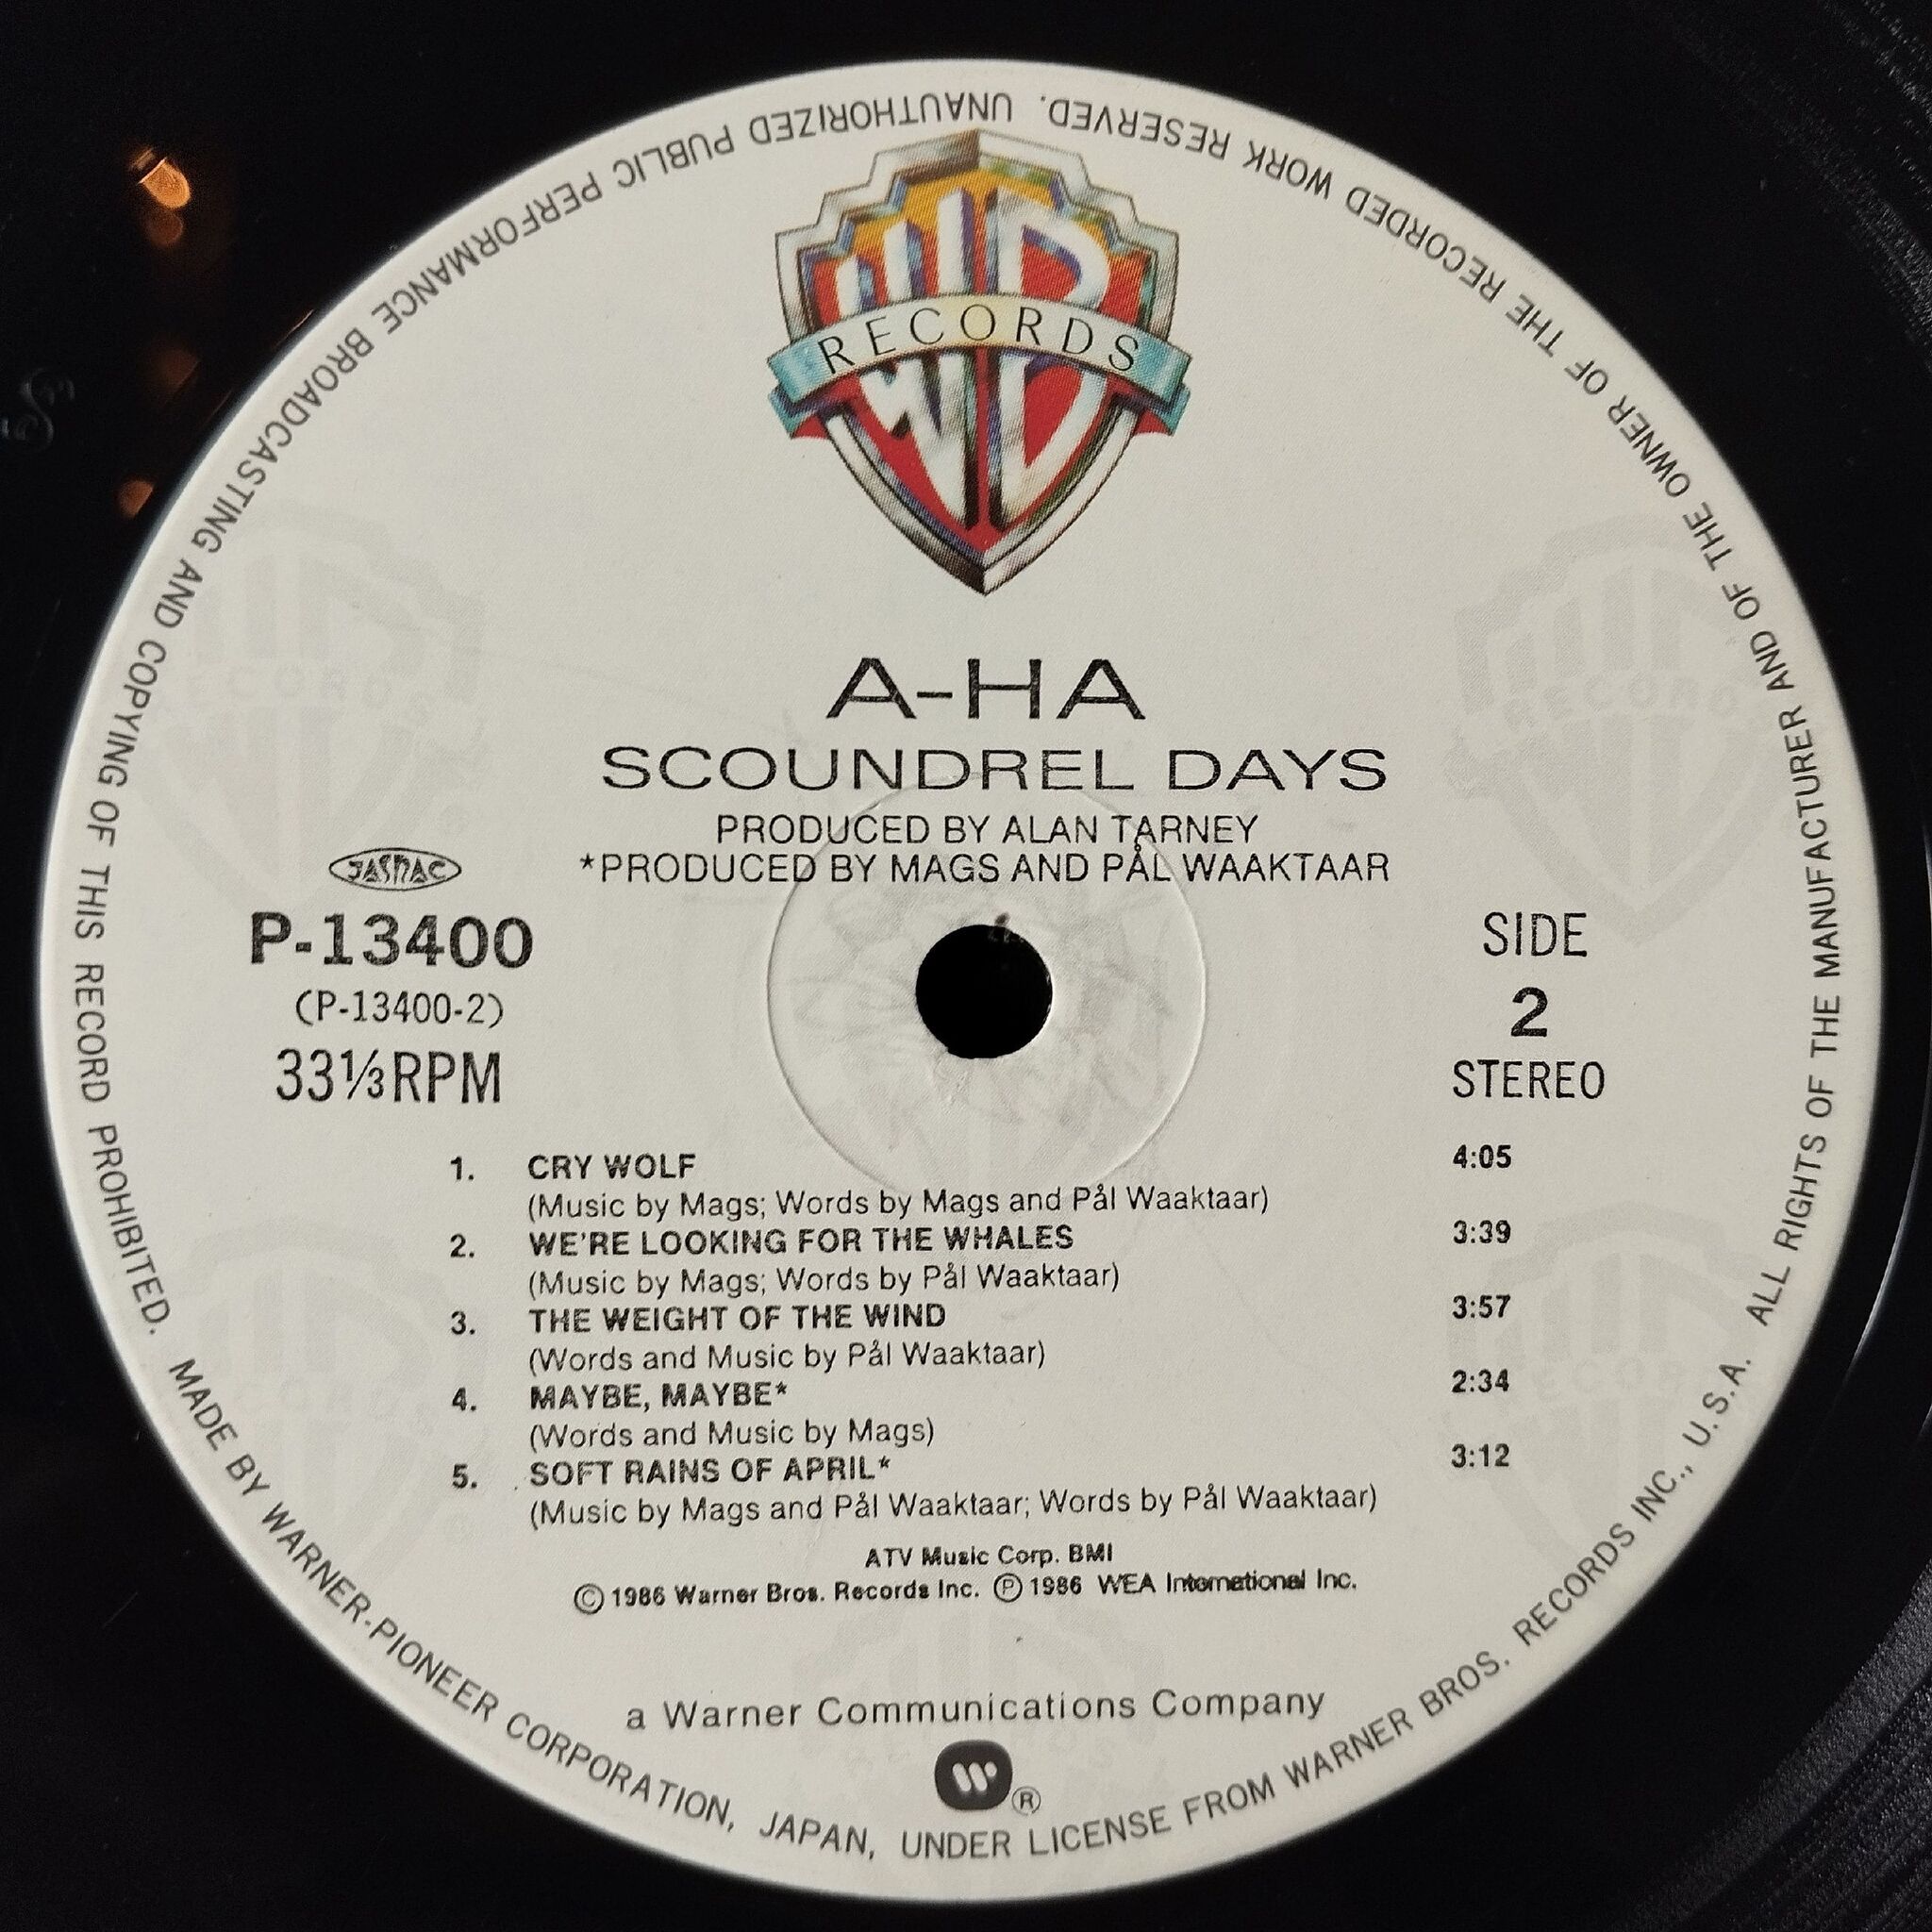 WB
RECORDS
A-HA
SCOUNDREL DAYS
PRODUCED BY ALAN TARNEY
*PRODUCED BY MAGS AND PÅL WAAKTAAR
JASRAC
P-13400
(P-13400-2)
33⅓RPM
SIDE
2
STEREO
1. CRY WOLF 4:05
(Music by Mags; Words by Mags and Pål Waaktaar)
2. WE'RE LOOKING FOR THE WHALES 3:39
(Music by Mags; Words by Pål Waaktaar)
3. THE WEIGHT OF THE WIND 3:57
(Words and Music by Pål Waaktaar)
4. MAYBE, MAYBE* 2:34
(Words and Music by Mags)
5. SOFT RAINS OF APRIL* 3:12
(Music by Mags and Pål Waaktaar; Words by Pål Waaktaar)
ATV Music Corp. BMI
Ⓒ1986 Warner Bros. Records Inc. Ⓟ1986 WEA International Inc.
a Warner Communications Company
W®
MADE BY WARNER-PIONEER CORPORATION, JAPAN, UNDER LICENSE FROM WARNER BROS. RECORDS INC., U.S.A. ALL RIGHTS OF THE MANUFACTURER AND OF THE OWNER OF THE RECORDED WORK RESERVED. UNAUTHORIZED PUBLIC PERFORMANCE BROADCASTING AND COPYING OF THIS RECORD PROHIBITED.